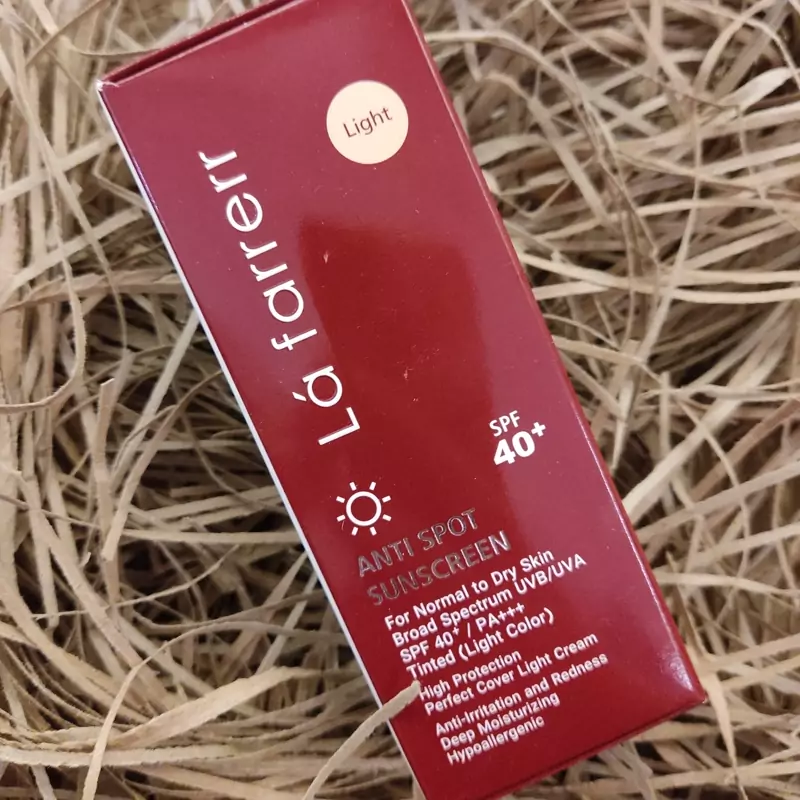 Light
Lá farrerr
SPF
40+
ANTI SPOT
SUNSCREEN
For Normal to Dry Skin
Broad Spectrum UVB/UVA
SPF 40+ / PA+++
Tinted (Light Color)
High Protection
Perfect Cover Light Cream
Anti-Irritation and Redness
Deep Moisturizing
Hypoallergenic